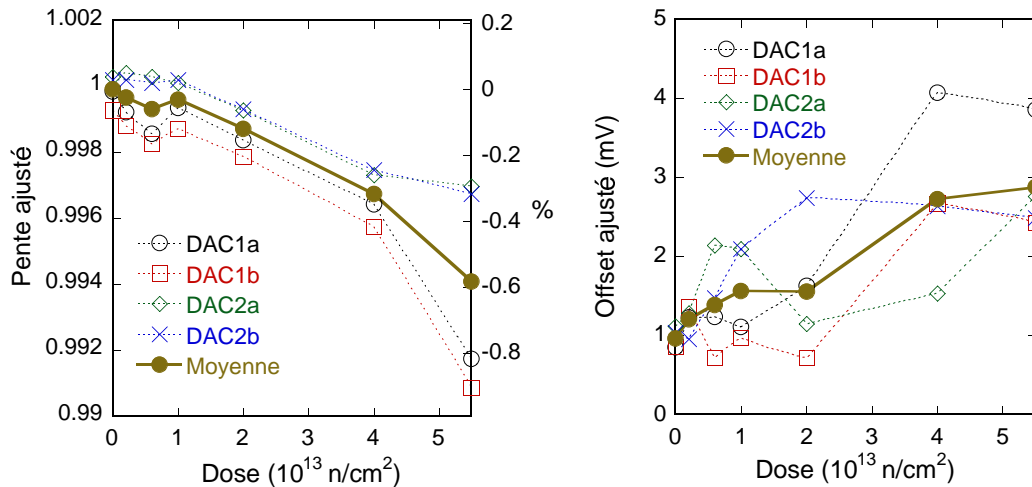 1.002
1
0.998
0.996
0.994
0.992
0.99
Pente ajusté
0.2
0
-0.2
-0.4
-0.6
-0.8
%
DAC1a
DAC1b
DAC2a
DAC2b
Moyenne
0 1 2 3 4 5
Dose (10¹³ n/cm²)
5
4
3
2
1
0
Offset ajusté (mV)
DAC1a
DAC1b
DAC2a
DAC2b
Moyenne
0 1 2 3 4 5
Dose (10¹³ n/cm²)